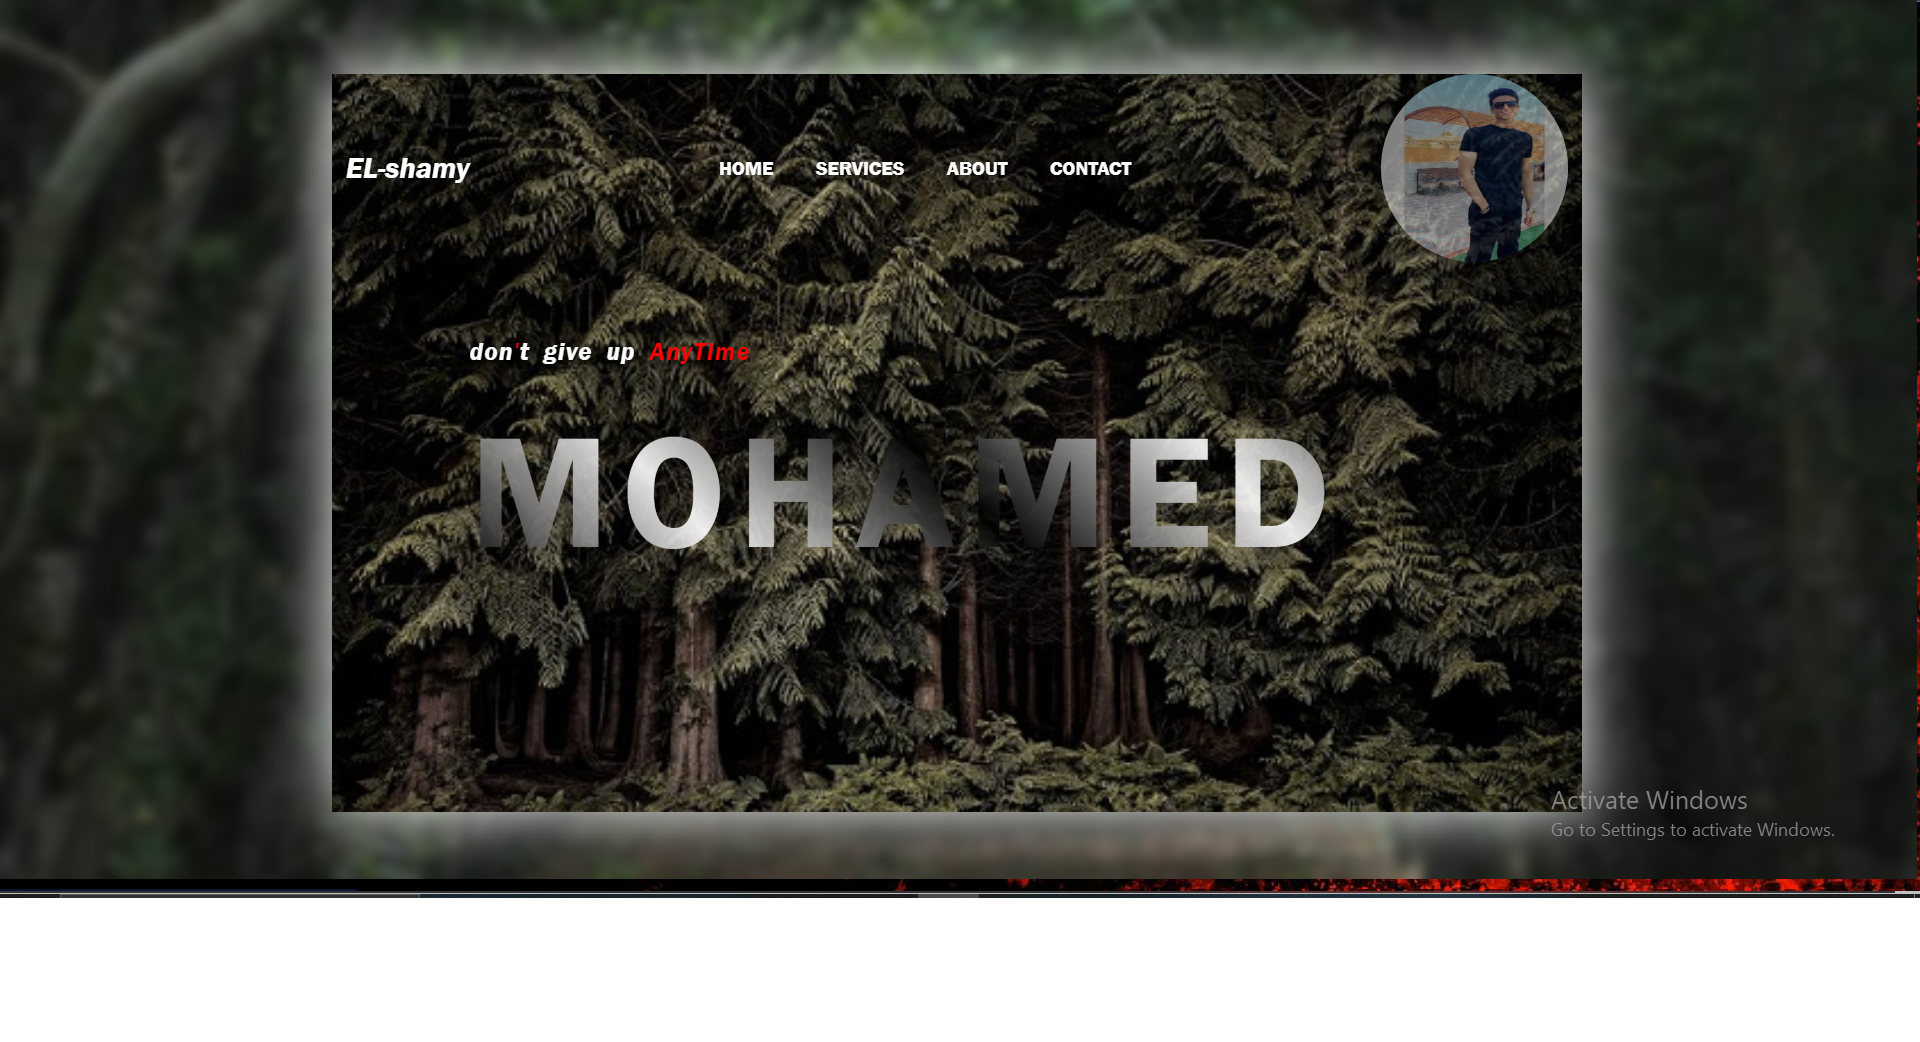 EL-shamy
HOME SERVICES ABOUT CONTACT
don't give up AnyTime
MOHAMED
Activate Windows
Go to Settings to activate Windows.